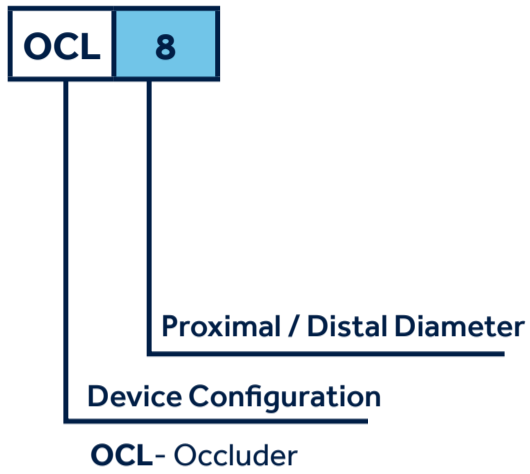 OCL 8
Proximal / Distal Diameter
Device Configuration
OCL- Occluder